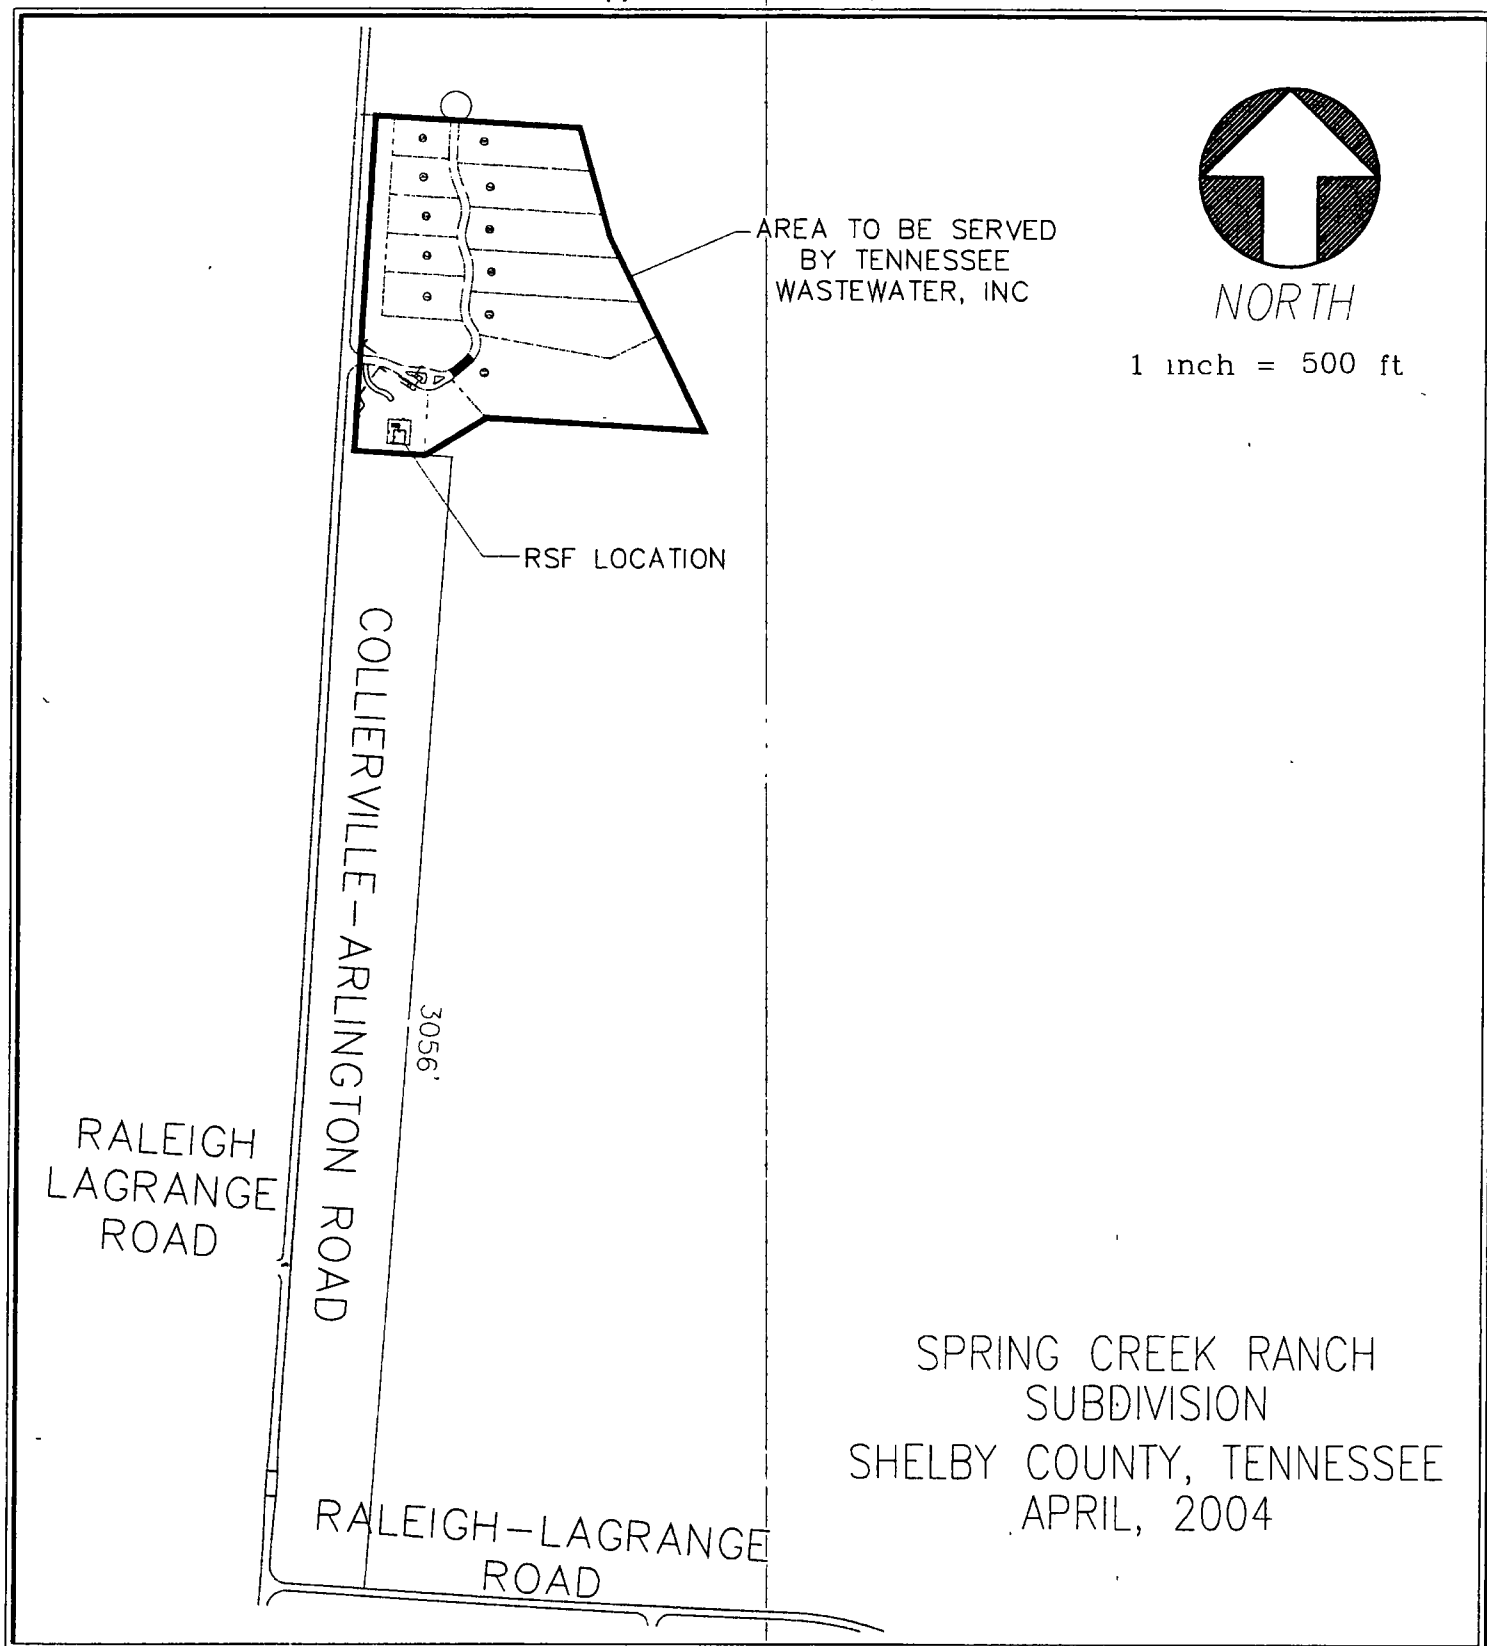 AREA TO BE SERVED
BY TENNESSEE
WASTEWATER, INC
NORTH
1 inch = 500 ft
RSF LOCATION
COLLIERVILLE-ARLINGTON ROAD
3056'
RALEIGH
LAGRANGE
ROAD
RALEIGH-LAGRANGE
ROAD
SPRING CREEK RANCH
SUBDIVISION
SHELBY COUNTY, TENNESSEE
APRIL, 2004